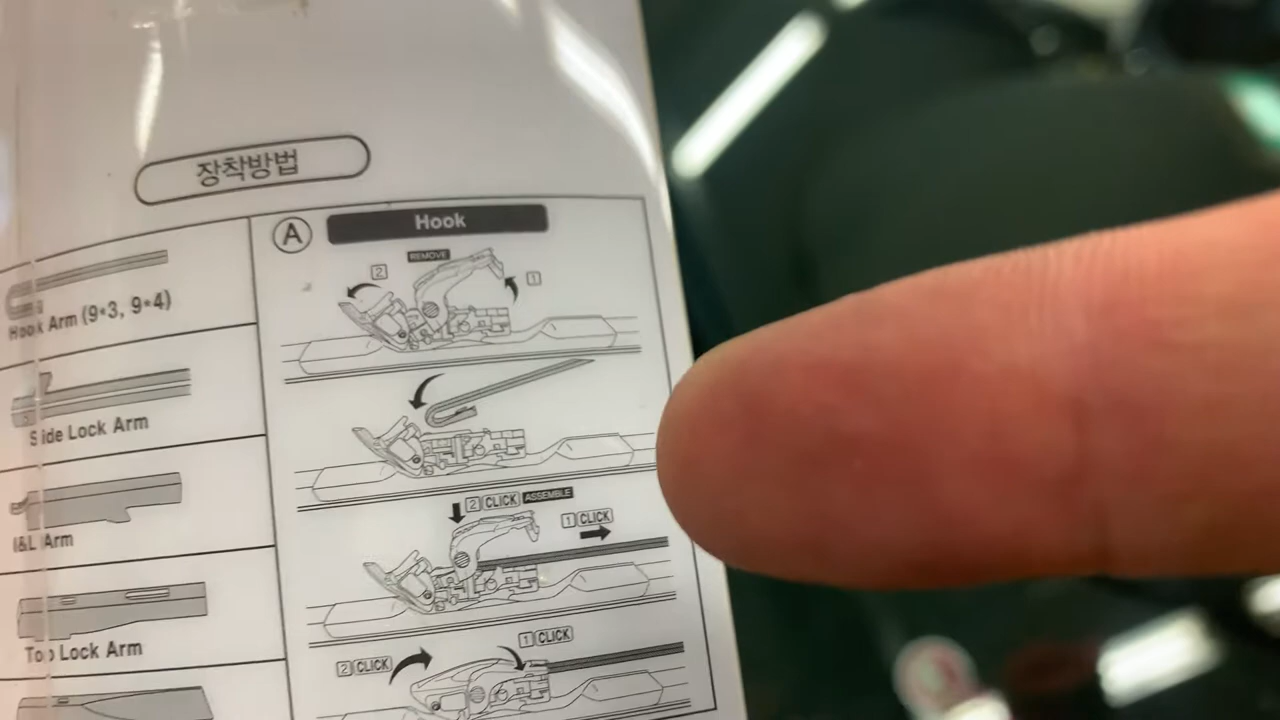 장착방법
Hook Arm (9*3, 9*4)
Side Lock Arm
I&L Arm
Top Lock Arm
A Hook
REMOVE
2
1
2 CLICK ASSEMBLE
1 CLICK
1 CLICK
2 CLICK